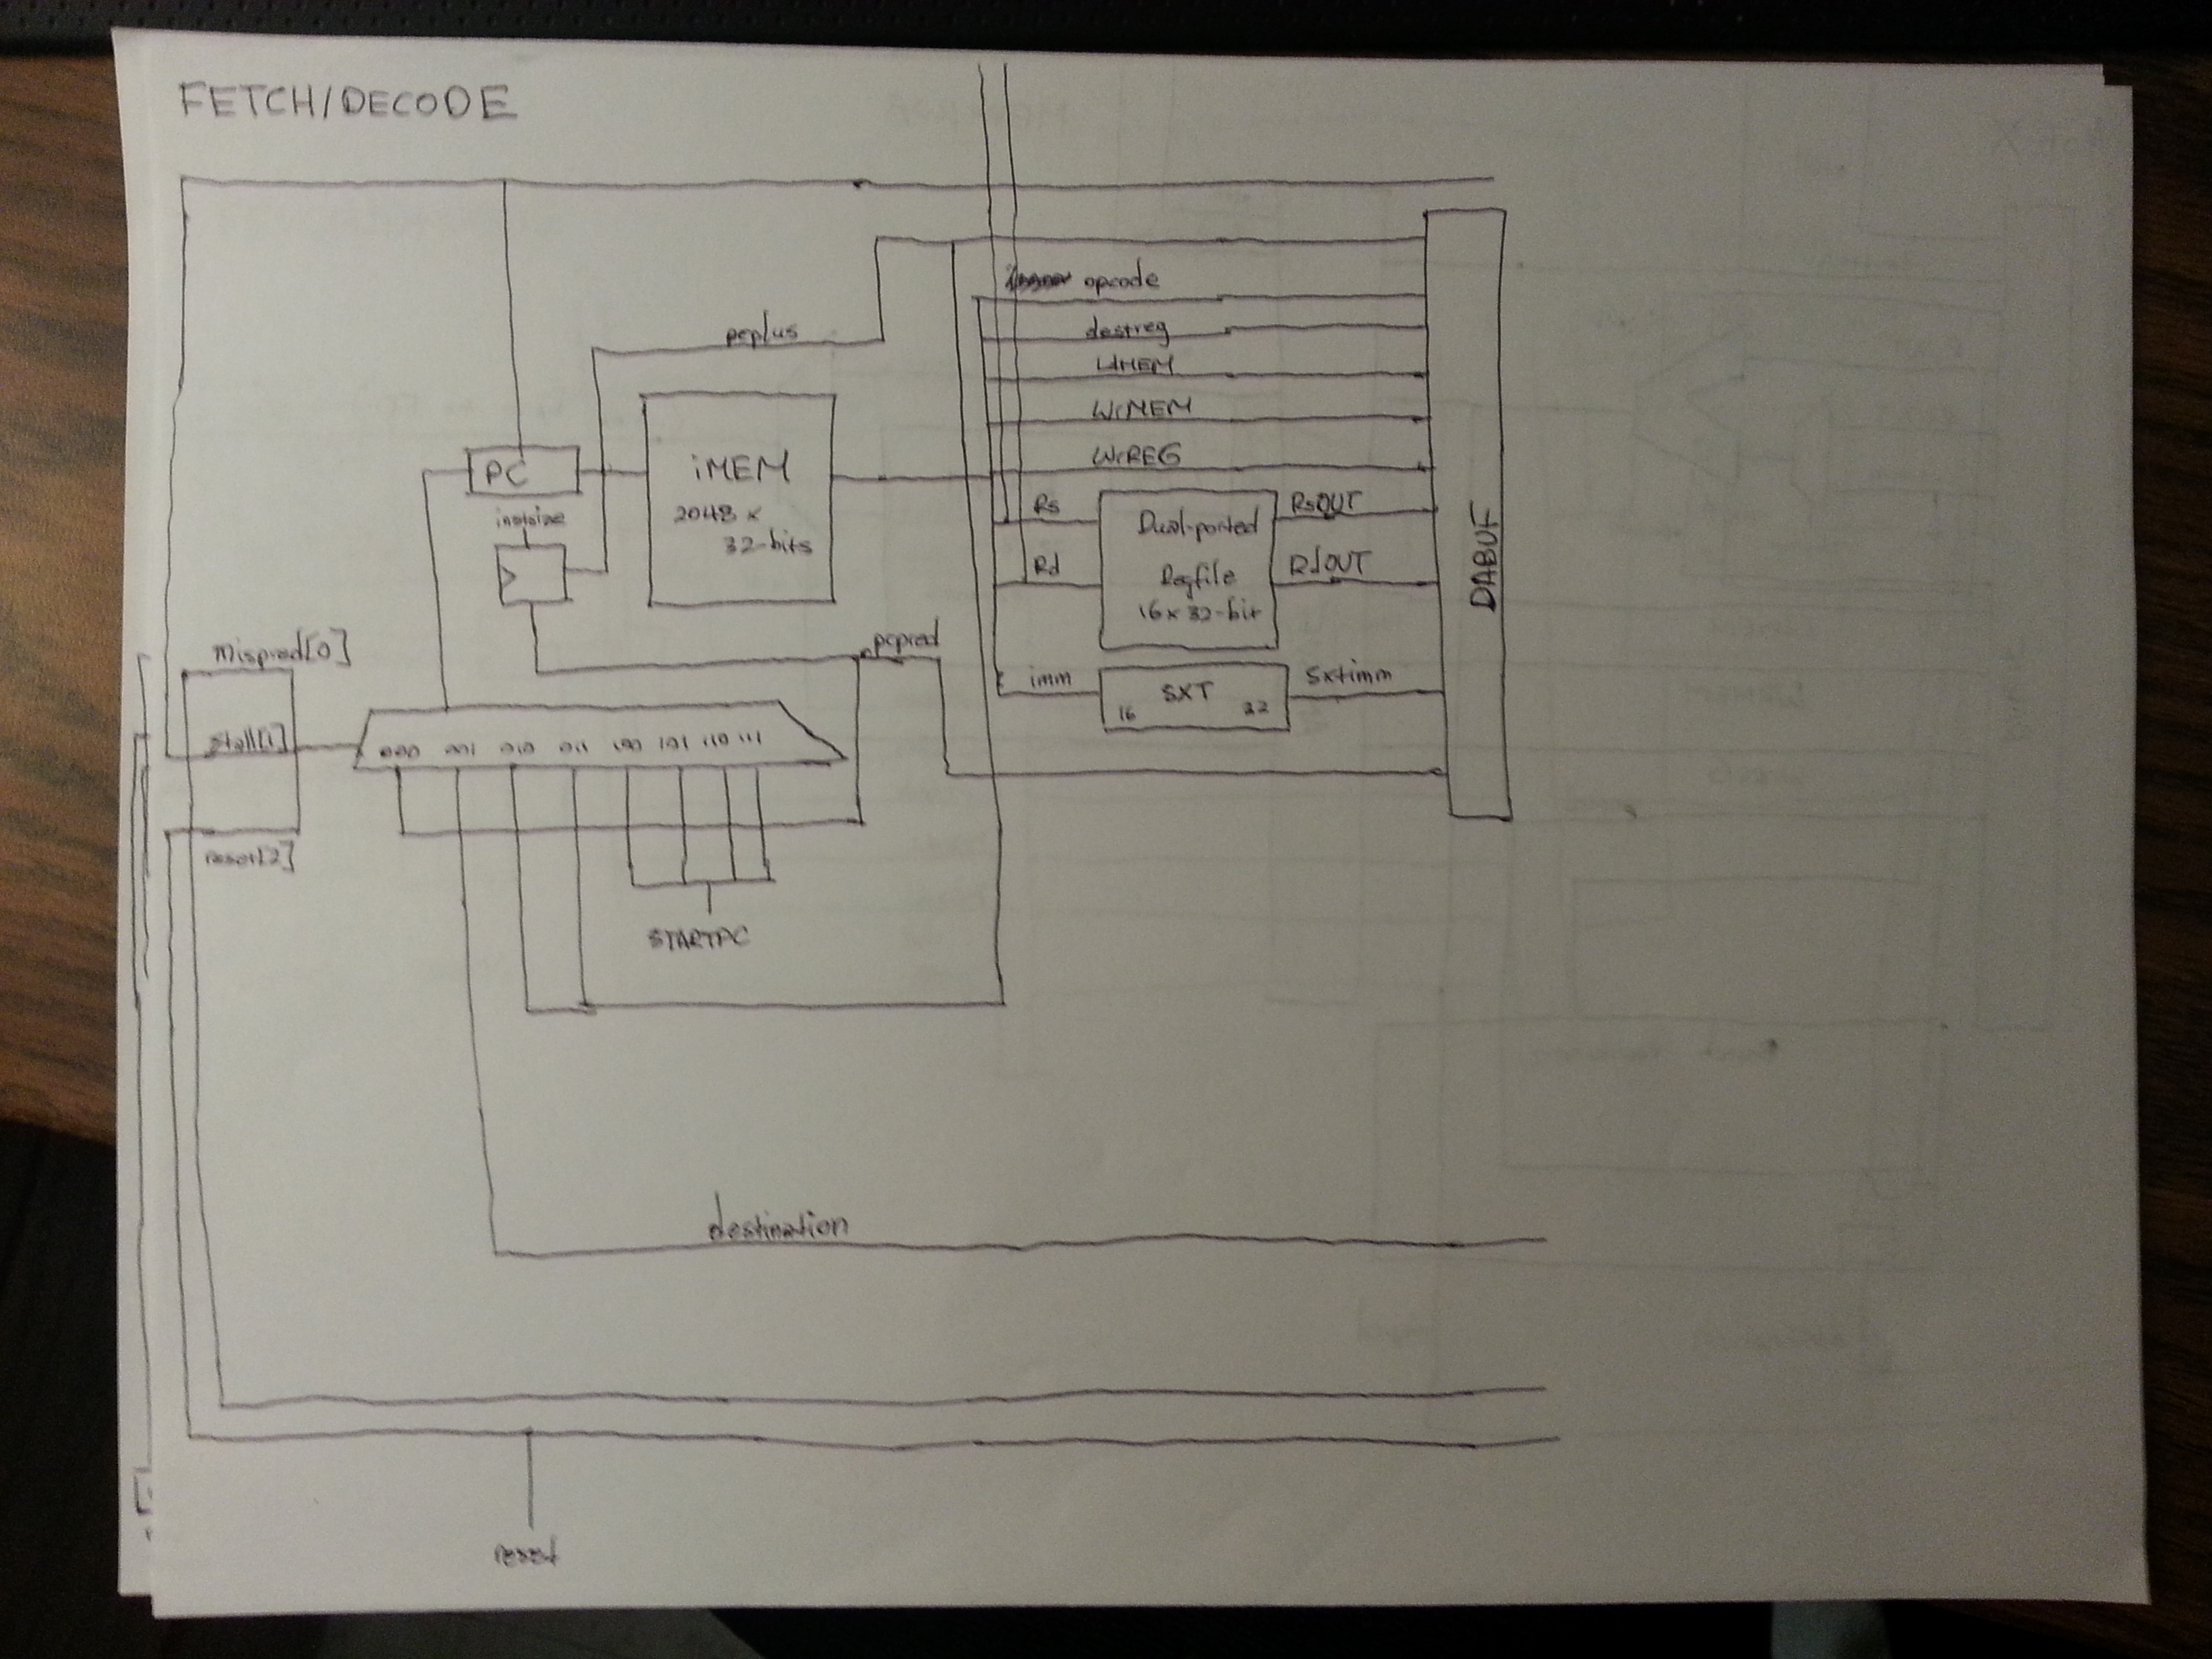 FETCH/DECODE
opcode
pcplus
destreg
LdMEM
WrMEM
WrREG
PC
iMEM
2048 x
32-bits
instsize
Rs
Rd
Dual-ported
Regfile
16x32-bit
RsOUT
RdOUT
DABUF
pcpred
imm
SXT
16 32
Sxtimm
Mispred[0]
stall[1]
reset[2]
000 001 010 011 100 101 110 111
STARTPC
destination
reset